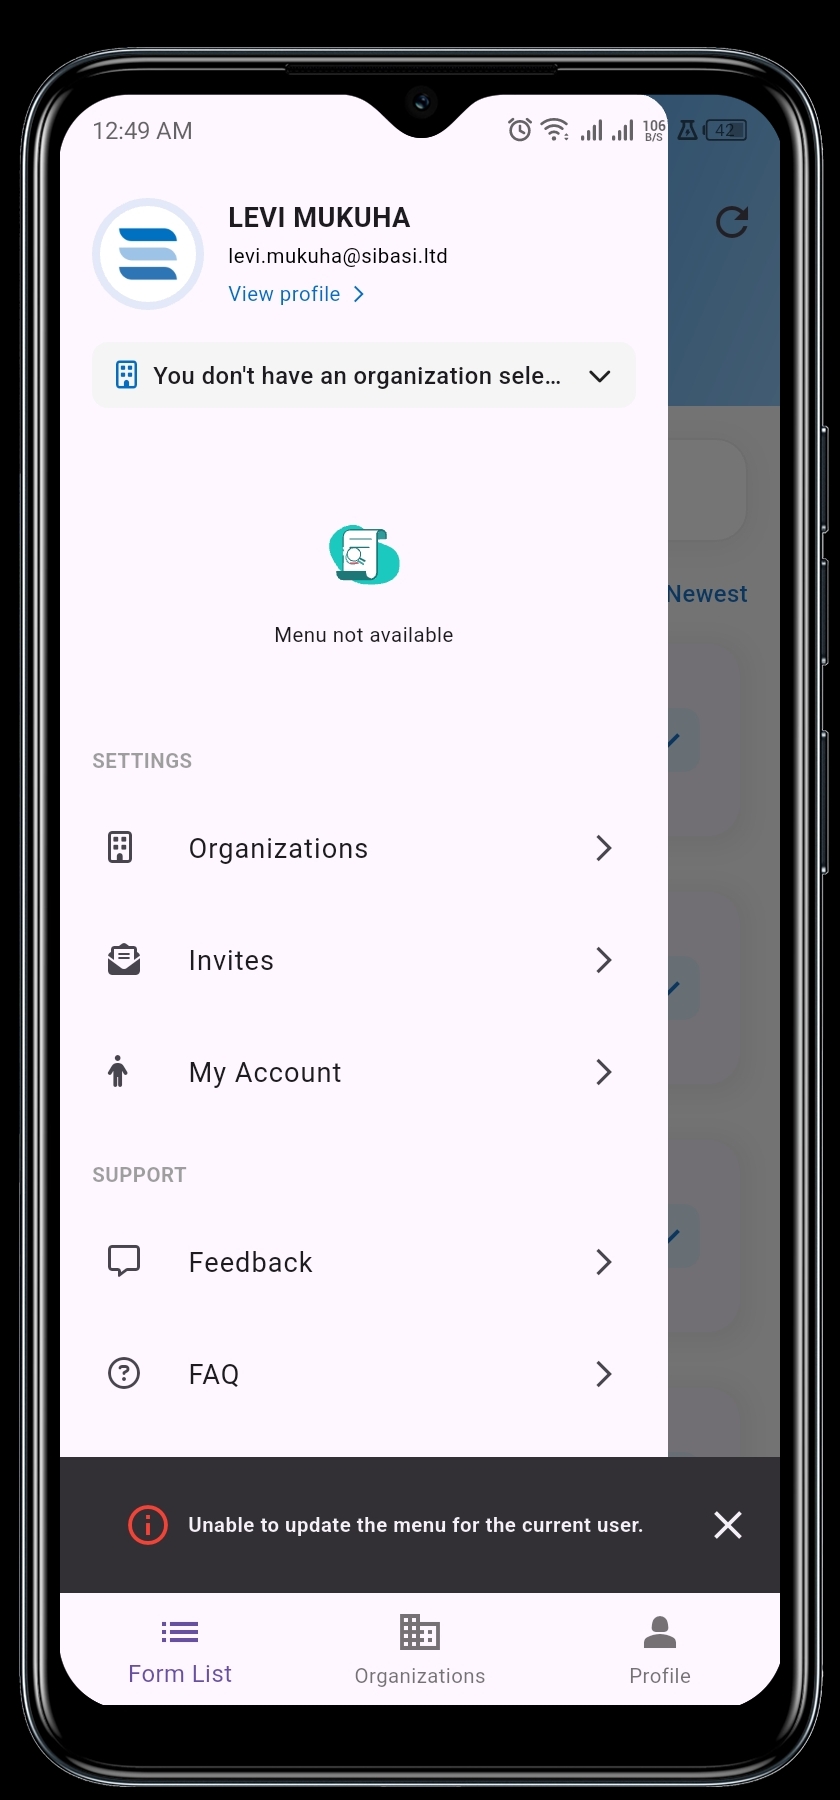 12:49 AM
106
B/S
42
LEVI MUKUHA
levi.mukuha@sibasi.ltd
View profile
You don't have an organization sele...
Newest
Menu not available
SETTINGS
Organizations
Invites
My Account
SUPPORT
Feedback
FAQ
Unable to update the menu for the current user.
Form List
Organizations
Profile